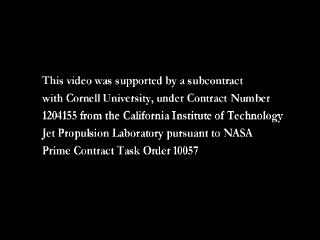 This video was supported by a subcontract
with Cornell University, under Contract Number
1204155 from the California Institute of Technology
Jet Propulsion Laboratory pursuant to NASA
Prime Contract Task Order 10057